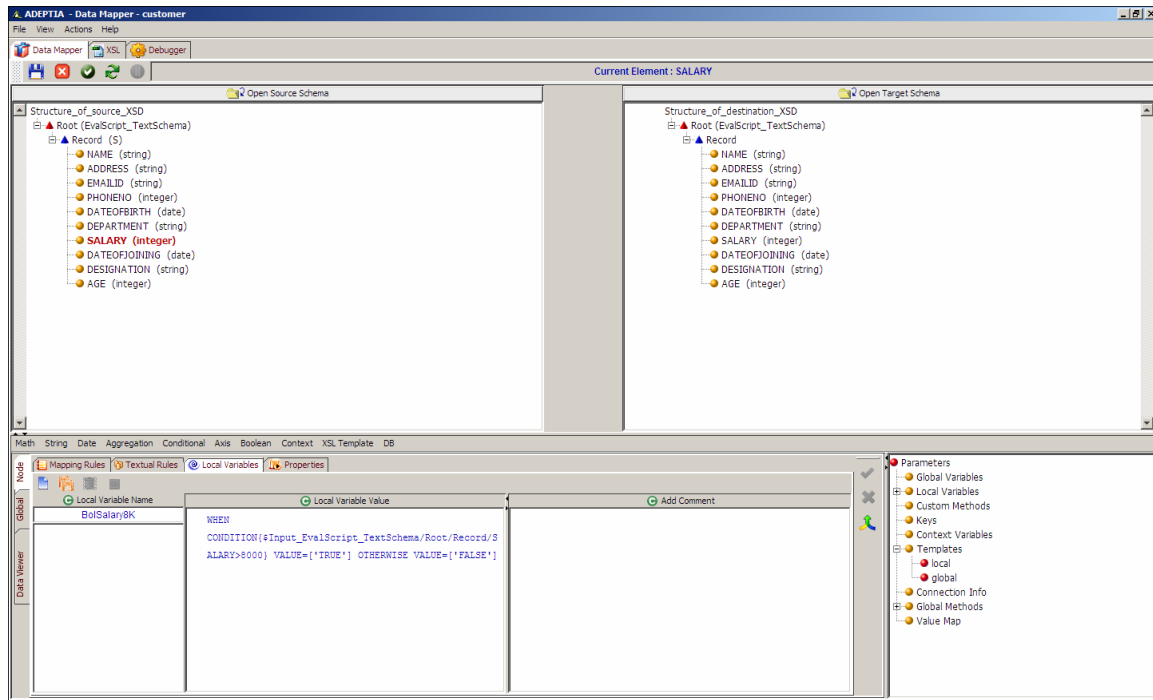 ADEPTIA - Data Mapper - customer
File View Actions Help
Data Mapper XSL Debugger
Current Element : SALARY
Open Source Schema
Open Target Schema
Structure_of_source_XSD
Root (EvalScript_TextSchema)
Record (S)
NAME (string)
ADDRESS (string)
EMAILID (string)
PHONENO (integer)
DATEOFBIRTH (date)
DEPARTMENT (string)
SALARY (integer)
DATEOFJOINING (date)
DESIGNATION (string)
AGE (integer)
Structure_of_destination_XSD
Root (EvalScript_TextSchema)
Record
NAME (string)
ADDRESS (string)
EMAILID (string)
PHONENO (integer)
DATEOFBIRTH (date)
DEPARTMENT (string)
SALARY (integer)
DATEOFJOINING (date)
DESIGNATION (string)
AGE (integer)
Math String Date Aggregation Conditional Axis Boolean Context XSL Template DB
Node
Global
Data Viewer
Mapping Rules Textual Rules Local Variables Properties
Local Variable Name
Local Variable Value
Add Comment
BolSalary8K
WHEN
CONDITION{$Input_EvalScript_TextSchema/Root/Record/S
ALARY>8000} VALUE=['TRUE'] OTHERWISE VALUE=['FALSE']
Parameters
Global Variables
Local Variables
Custom Methods
Keys
Context Variables
Templates
local
global
Connection Info
Global Methods
Value Map